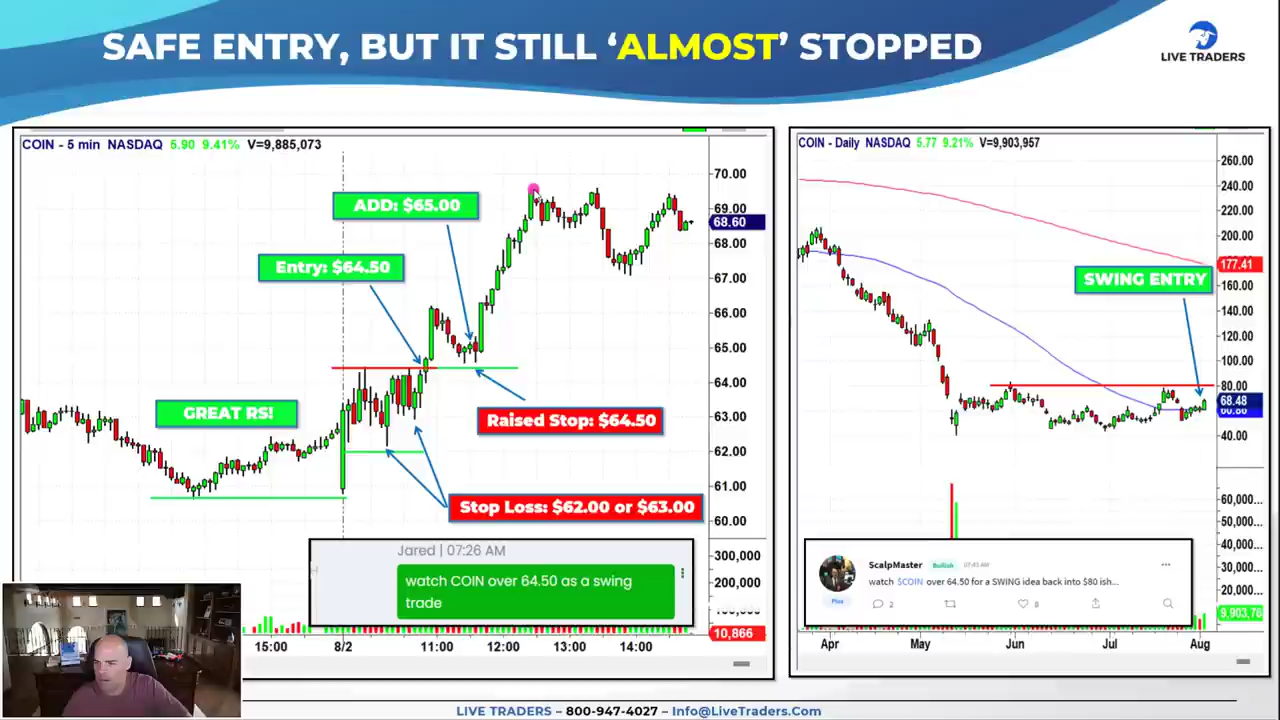 SAFE ENTRY, BUT IT STILL ‘ALMOST’ STOPPED
LIVE TRADERS
COIN - 5 min NASDAQ 5.90 9.41% V=9,885,073
70.00
69.00
68.60
68.00
67.00
66.00
65.00
64.00
63.00
62.00
61.00
60.00
300,000
200,000
10,866
ADD: $65.00
Entry: $64.50
GREAT RS!
Raised Stop: $64.50
Stop Loss: $62.00 or $63.00
Jared | 07:26 AM
watch COIN over 64.50 as a swing
trade
15:00 8/2 11:00 12:00 13:00 14:00
COIN - Daily NASDAQ 5.77 9.21% V=9,903,957
260.00
240.00
220.00
200.00
177.41
160.00
140.00
120.00
100.00
80.00
68.48
40.00
60,000...
50,000...
40,000...
30,000...
20,000...
9,903,78
SWING ENTRY
ScalpMaster Bullish 07:45 AM
watch $COIN over 64.50 for a SWING idea back into $80 ish...
Plus
2 8
Apr May Jun Jul Aug
LIVE TRADERS – 800-947-4027 – Info@LiveTraders.Com